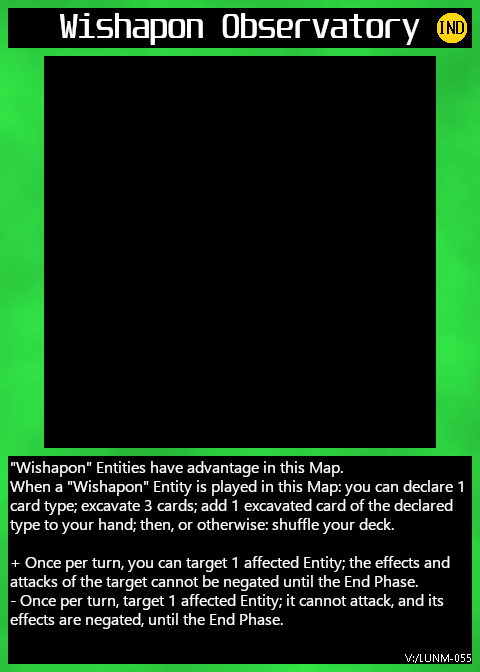 Wishapon Observatory
IND
"Wishapon" Entities have advantage in this Map.
When a "Wishapon" Entity is played in this Map: you can declare 1
card type; excavate 3 cards; add 1 excavated card of the declared
type to your hand; then, or otherwise: shuffle your deck.
+ Once per turn, you can target 1 affected Entity; the effects and
attacks of the target cannot be negated until the End Phase.
- Once per turn, target 1 affected Entity; it cannot attack, and its
effects are negated, until the End Phase.
V:/LUNM-055